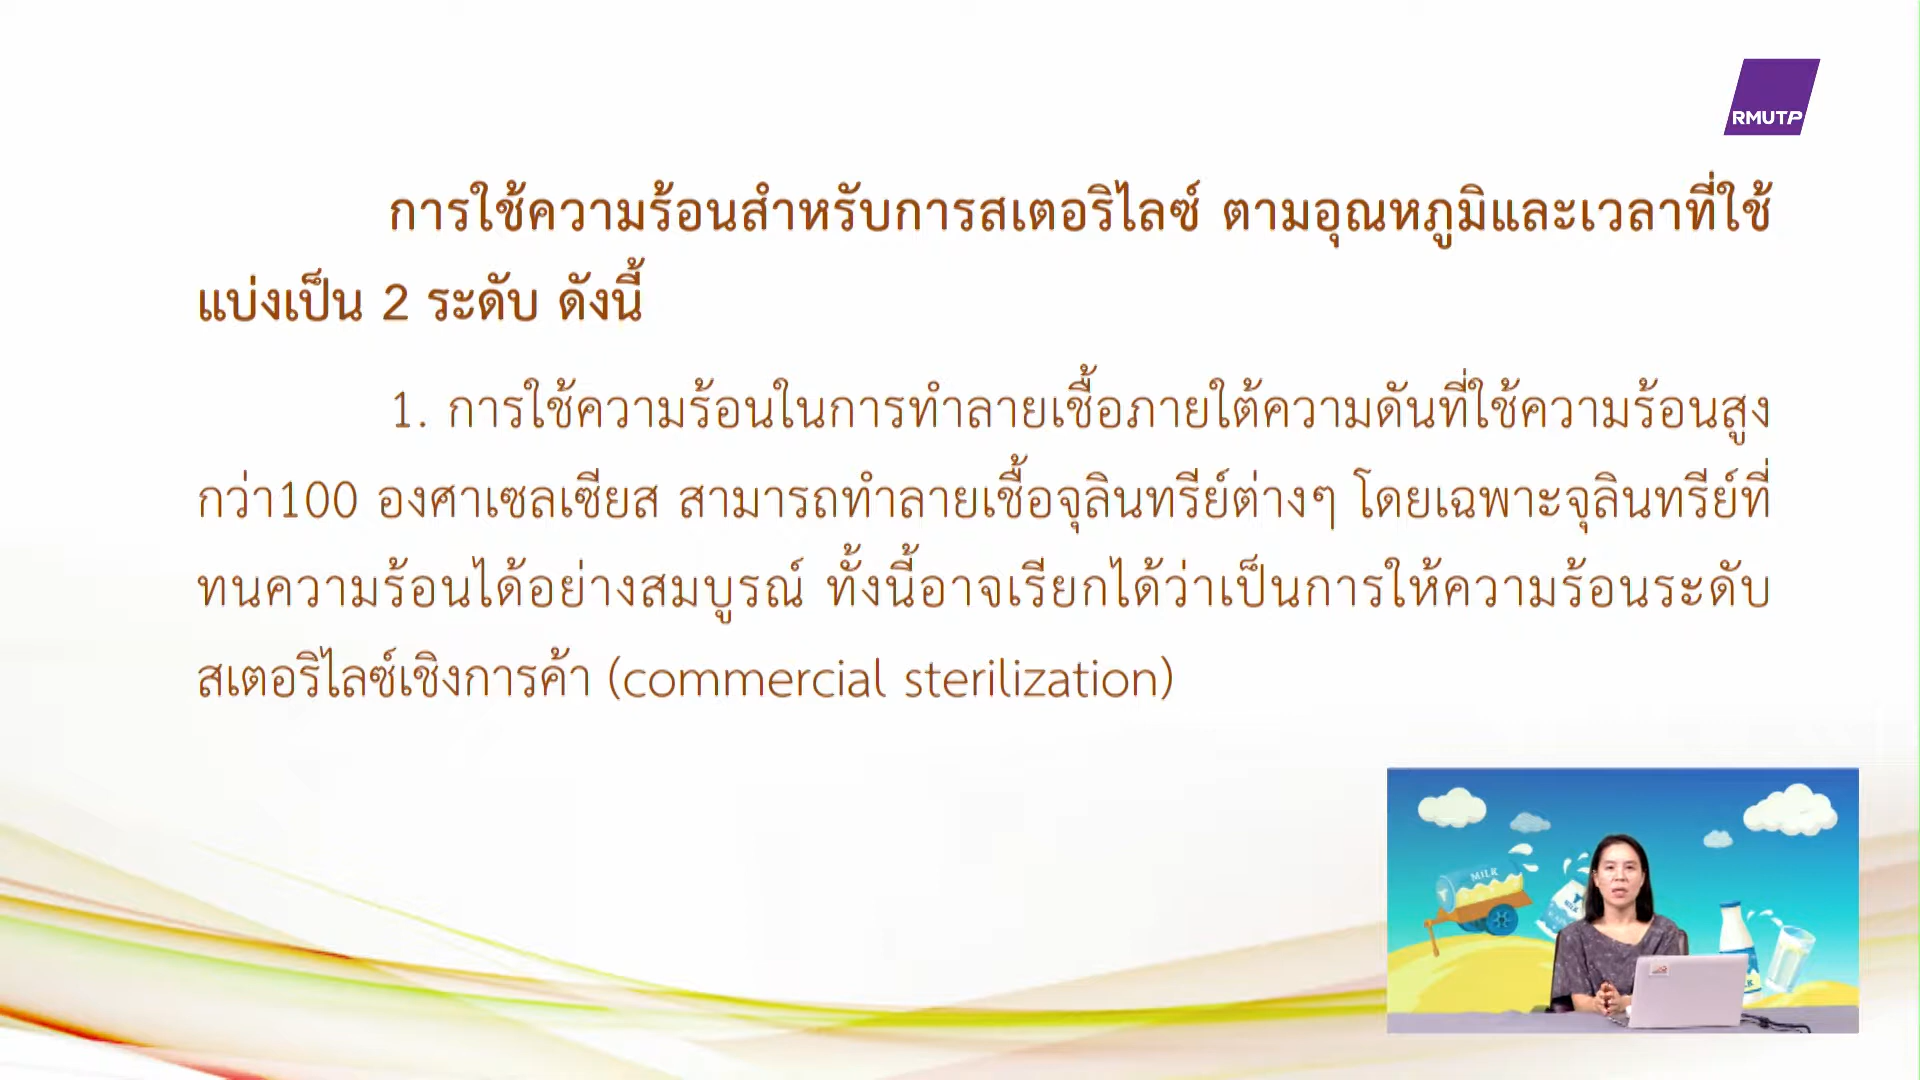 RMUTP
การใช้ความร้อนสำหรับการสเตอริไลซ์ ตามอุณหภูมิและเวลาที่ใช้
แบ่งเป็น 2 ระดับ ดังนี้
1. การใช้ความร้อนในการทำลายเชื้อภายใต้ความดันที่ใช้ความร้อนสูง
กว่า100 องศาเซลเซียส สามารถทำลายเชื้อจุลินทรีย์ต่างๆ โดยเฉพาะจุลินทรีย์ที่
ทนความร้อนได้อย่างสมบูรณ์ ทั้งนี้อาจเรียกได้ว่าเป็นการให้ความร้อนระดับ
สเตอริไลซ์เชิงการค้า (commercial sterilization)
MILK